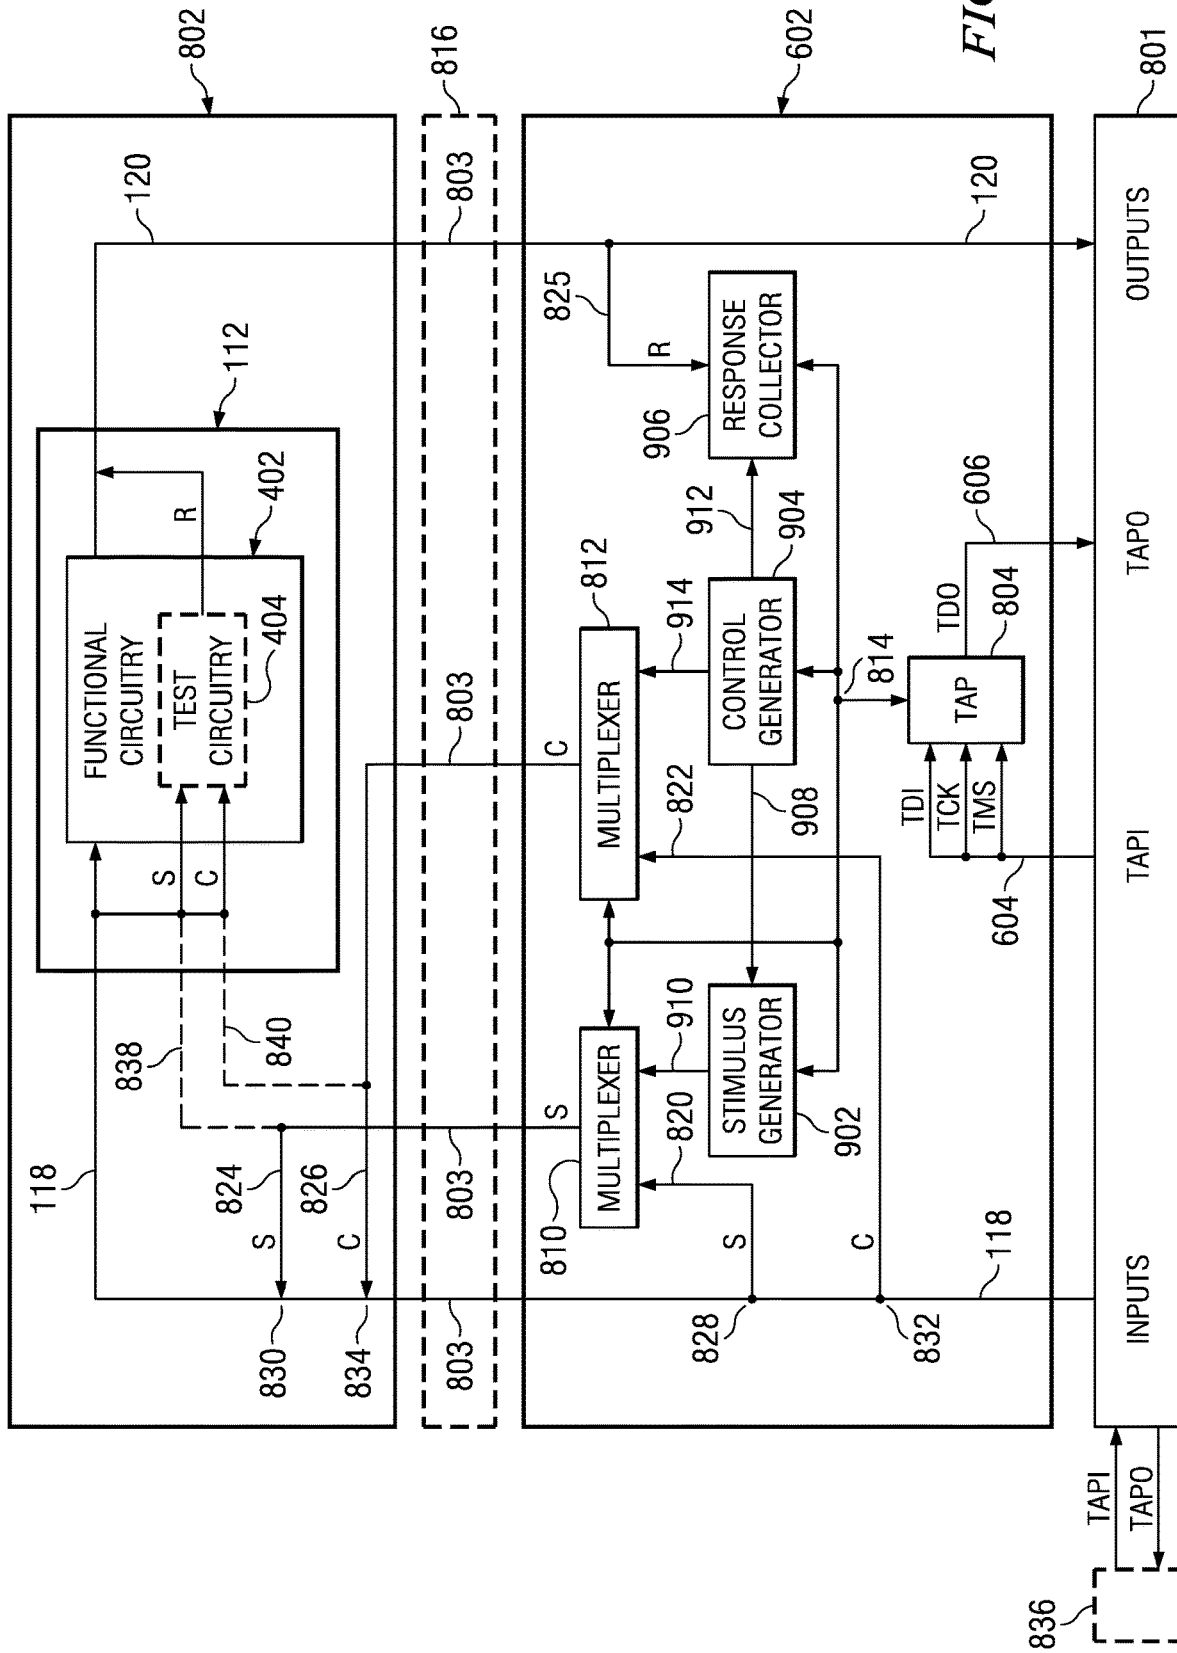 802
120
112
FUNCTIONAL
CIRCUITRY
TEST
CIRCUITRY
402
404
R
S
C
838
840
118
824
826
S
C
830
834
816
803
803
803
803
602
120
825
R
RESPONSE
COLLECTOR
906
912
812
MULTIPLEXER
C
914
904
CONTROL
GENERATOR
822
908
S
MULTIPLEXER
810
910
820
STIMULUS
GENERATOR
902
S
C
828
832
118
814
TAP
804
TDO
606
TDI
TCK
TMS
604
801
INPUTS
TAPI
TAPO
OUTPUTS
TAPI
TAPO
836